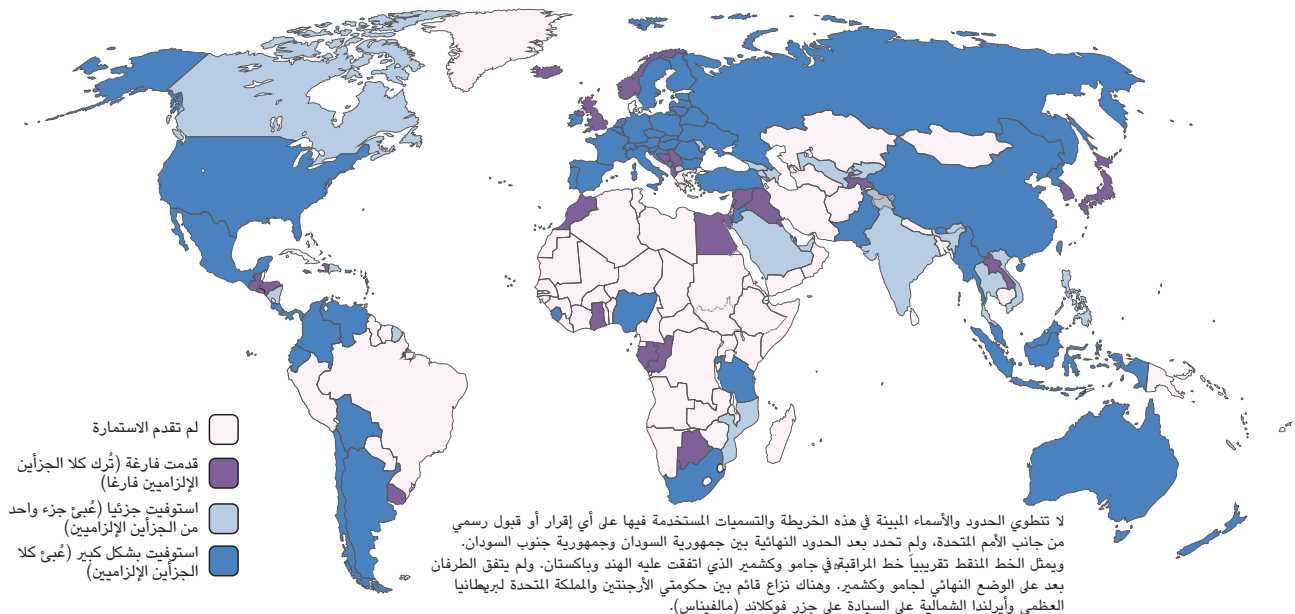 لم تقدم الاستمارة
قدمت فارغة (تُرك كلا الجزأين
الإلزاميين فارغا)
استوفيت جزئيا (عُبئ جزء واحد
من الجزأين الإلزاميين)
استوفيت بشكل كبير (عُبئ كلا
الجزأين الإلزاميين)
لا تنطوي الحدود والأسماء المبينة في هذه الخريطة والتسميات المستخدمة فيها على أي إقرار أو قبول رسمي
من جانب الأمم المتحدة، ولم تحدد بعد الحدود النهائية بين جمهورية السودان وجمهورية جنوب السودان.
ويمثل الخط المنقط تقريبياً خط المراقبة في جامو وكشمير الذي اتفقت عليه الهند وباكستان. ولم يتفق الطرفان
بعد على الوضع النهائي لجامو وكشمير. وهناك نزاع قائم بين حكومتي الأرجنتين والمملكة المتحدة لبريطانيا
العظمى وأيرلندا الشمالية على السيادة على جزر فوكلاند (مالفيناس).